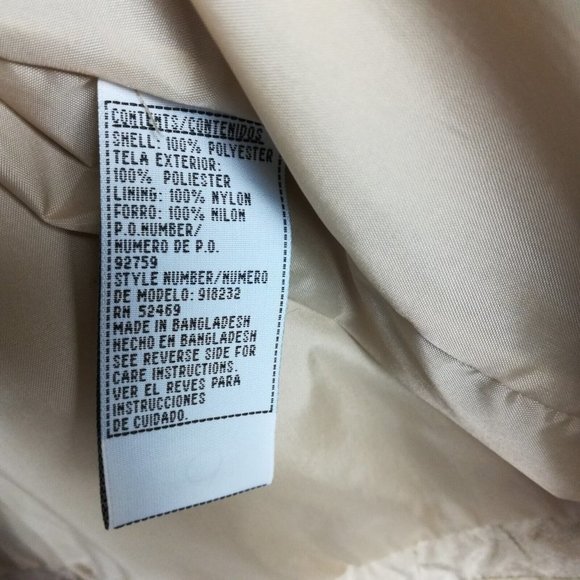 CONTENTS/CONTENIDOS
SHELL: 100% POLYESTER
TELA EXTERIOR:
100% POLIESTER
LINING: 100% NYLON
FORRO: 100% NILON
P.O.NUMBER/
NUMERO DE P.O.
92759
STYLE NUMBER/NUMERO
DE MODELO: 918232
RN 52469
MADE IN BANGLADESH
HECHO EN BANGLADESH
SEE REVERSE SIDE FOR
CARE INSTRUCTIONS.
VER EL REVES PARA
INSTRUCCIONES
DE CUIDADO.